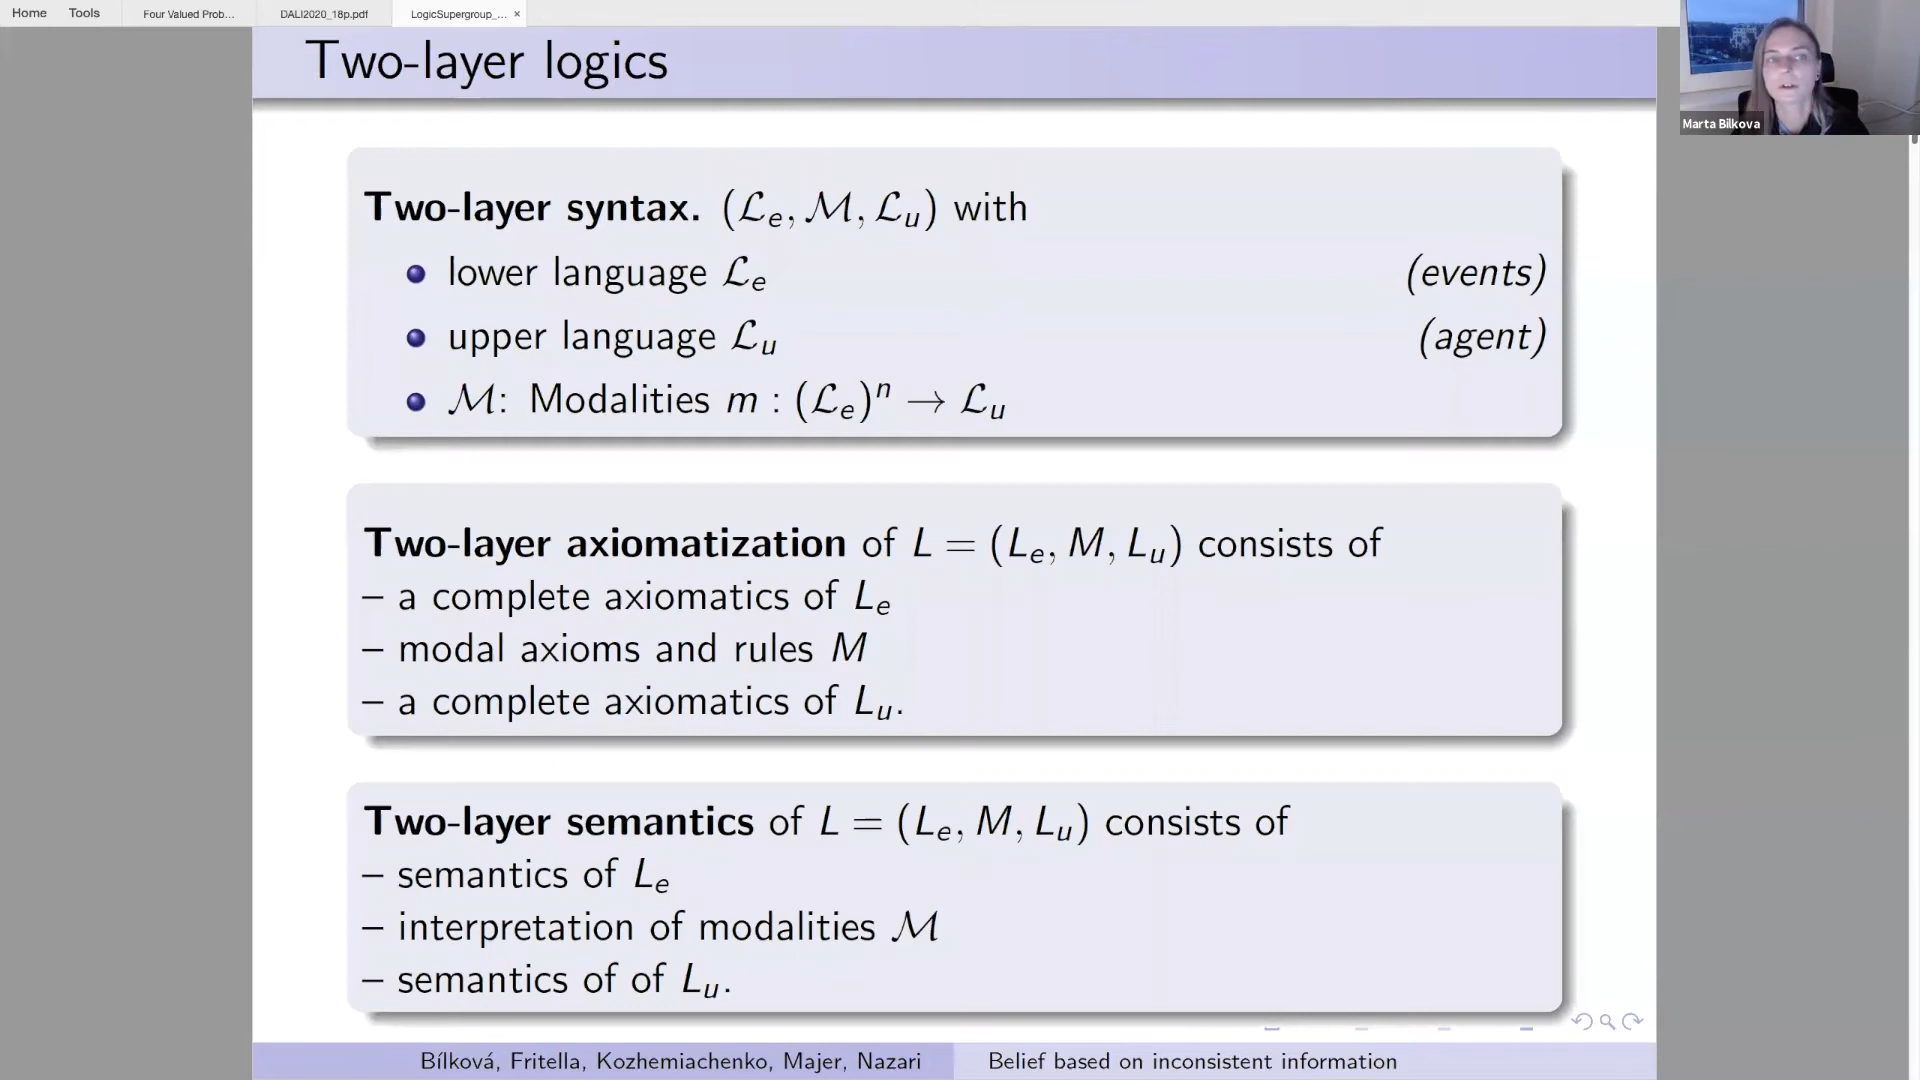 Home Tools Four Valued Prob... DALI2020_18p.pdf LogicSupergroup_... ×
Two-layer logics
Marta Bilkova
Two-layer syntax. (ℒₑ, ℳ, ℒᵤ) with
lower language ℒₑ (events)
upper language ℒᵤ (agent)
ℳ: Modalities m : (ℒₑ)ⁿ → ℒᵤ
Two-layer axiomatization of L = (Lₑ, M, Lᵤ) consists of
– a complete axiomatics of Lₑ
– modal axioms and rules M
– a complete axiomatics of Lᵤ.
Two-layer semantics of L = (Lₑ, M, Lᵤ) consists of
– semantics of Lₑ
– interpretation of modalities ℳ
– semantics of of Lᵤ.
Bílková, Fritella, Kozhemiachenko, Majer, Nazari Belief based on inconsistent information